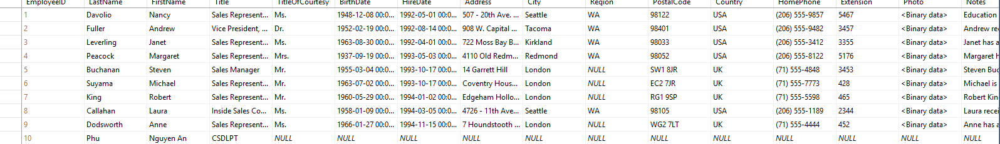 EmployeeID LastName FirstName Title TitleOfCourtesy BirthDate HireDate Address City Region PostalCode Country HomePhone Extension Photo Notes
1 Davolio Nancy Sales Represent... Ms. 1948-12-08 00:0... 1992-05-01 00:0... 507 - 20th Ave. ... Seattle WA 98122 USA (206) 555-9857 5467 <Binary data> Education
2 Fuller Andrew Vice President, ... Dr. 1952-02-19 00:0... 1992-08-14 00:0... 908 W. Capital ... Tacoma WA 98401 USA (206) 555-9482 3457 <Binary data> Andrew re
3 Leverling Janet Sales Represent... Ms. 1963-08-30 00:0... 1992-04-01 00:0... 722 Moss Bay B... Kirkland WA 98033 USA (206) 555-3412 3355 <Binary data> Janet has a
4 Peacock Margaret Sales Represent... Mrs. 1937-09-19 00:0... 1993-05-03 00:0... 4110 Old Redm... Redmond WA 98052 USA (206) 555-8122 5176 <Binary data> Margaret h
5 Buchanan Steven Sales Manager Mr. 1955-03-04 00:0... 1993-10-17 00:0... 14 Garrett Hill London NULL SW1 8JR UK (71) 555-4848 3453 <Binary data> Steven Buc
6 Suyama Michael Sales Represent... Mr. 1963-07-02 00:0... 1993-10-17 00:0... Coventry Hous... London NULL EC2 7JR UK (71) 555-7773 428 <Binary data> Michael is
7 King Robert Sales Represent... Mr. 1960-05-29 00:0... 1994-01-02 00:0... Edgeham Hollo... London NULL RG1 9SP UK (71) 555-5598 465 <Binary data> Robert Kin
8 Callahan Laura Inside Sales Co... Ms. 1958-01-09 00:0... 1994-03-05 00:0... 4726 - 11th Ave... Seattle WA 98105 USA (206) 555-1189 2344 <Binary data> Laura recei
9 Dodsworth Anne Sales Represent... Ms. 1966-01-27 00:0... 1994-11-15 00:0... 7 Houndstooth ... London NULL WG2 7LT UK (71) 555-4444 452 <Binary data> Anne has a
10 Phu Nguyen An CSDLPT NULL NULL NULL NULL NULL NULL NULL NULL NULL NULL NULL NULL